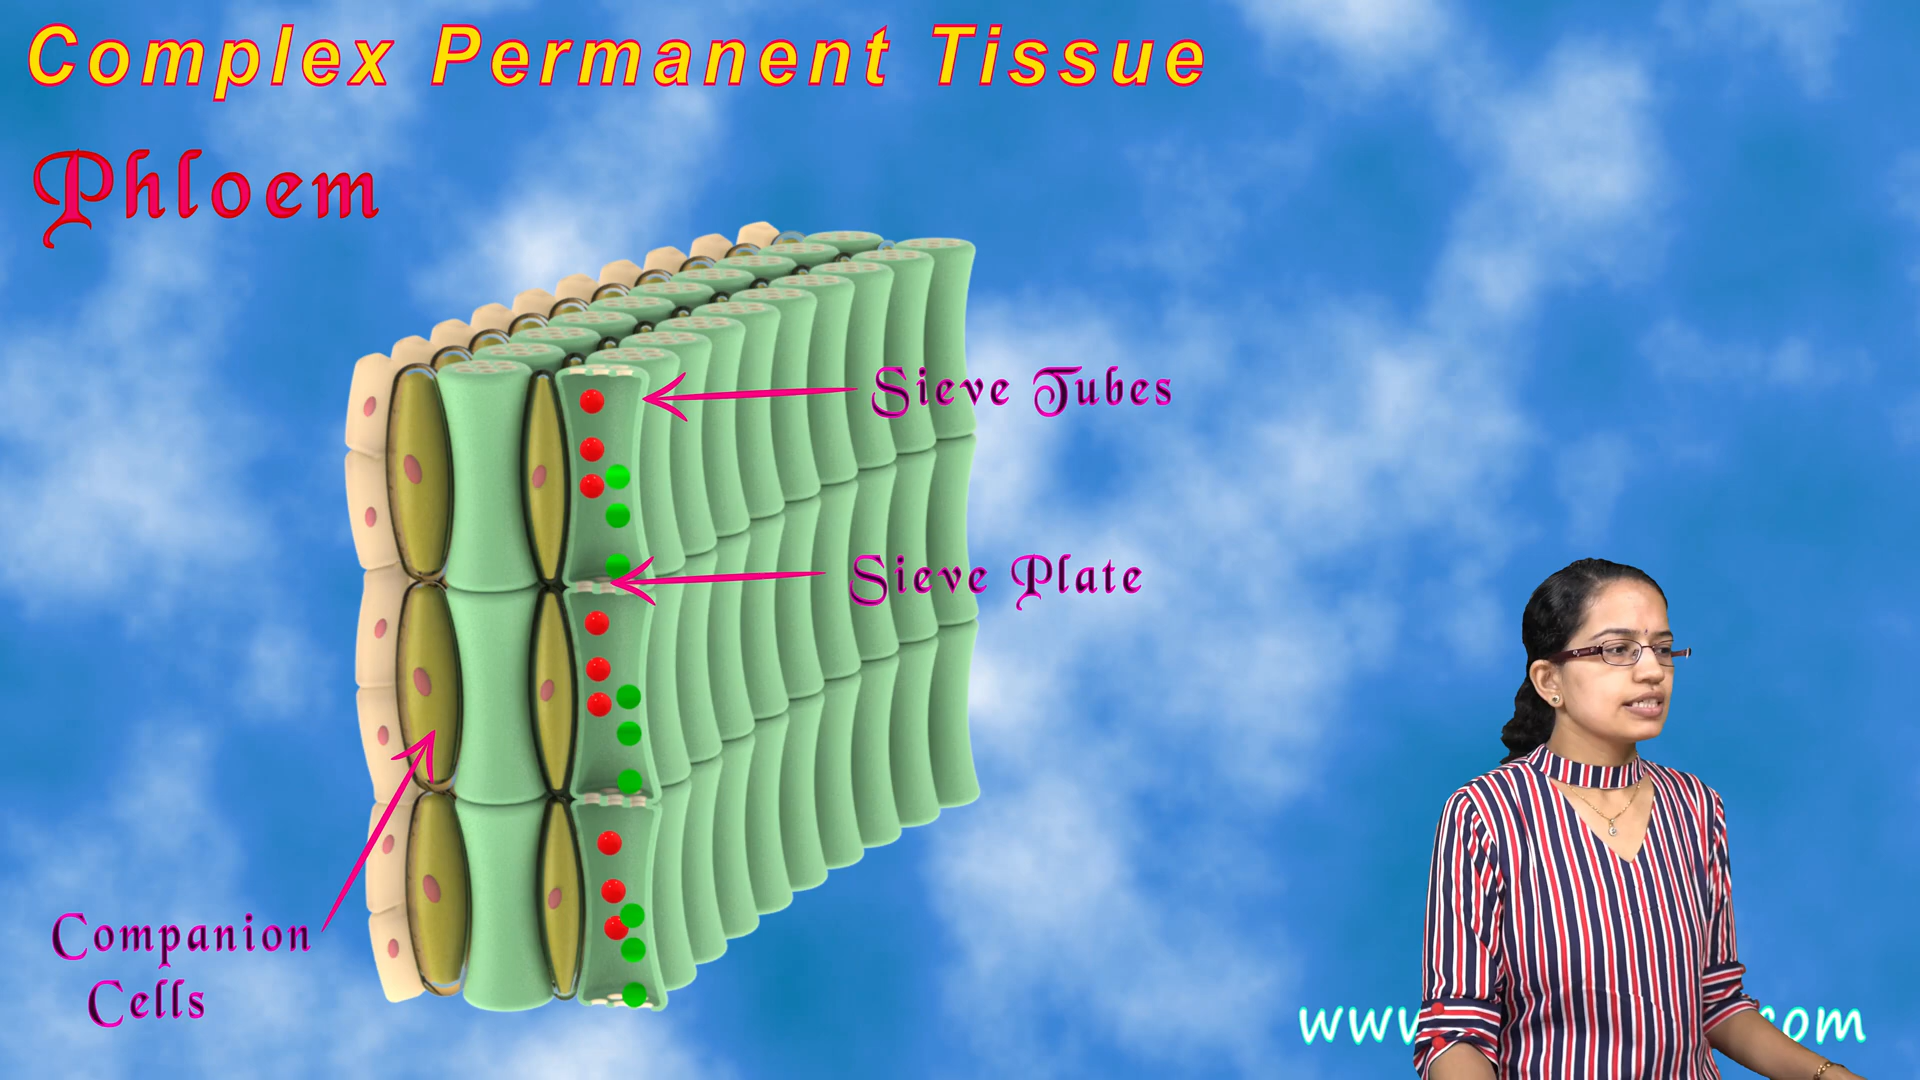 Complex Permanent Tissue
Phloem
Sieve Tubes
Sieve Plate
Companion
Cells